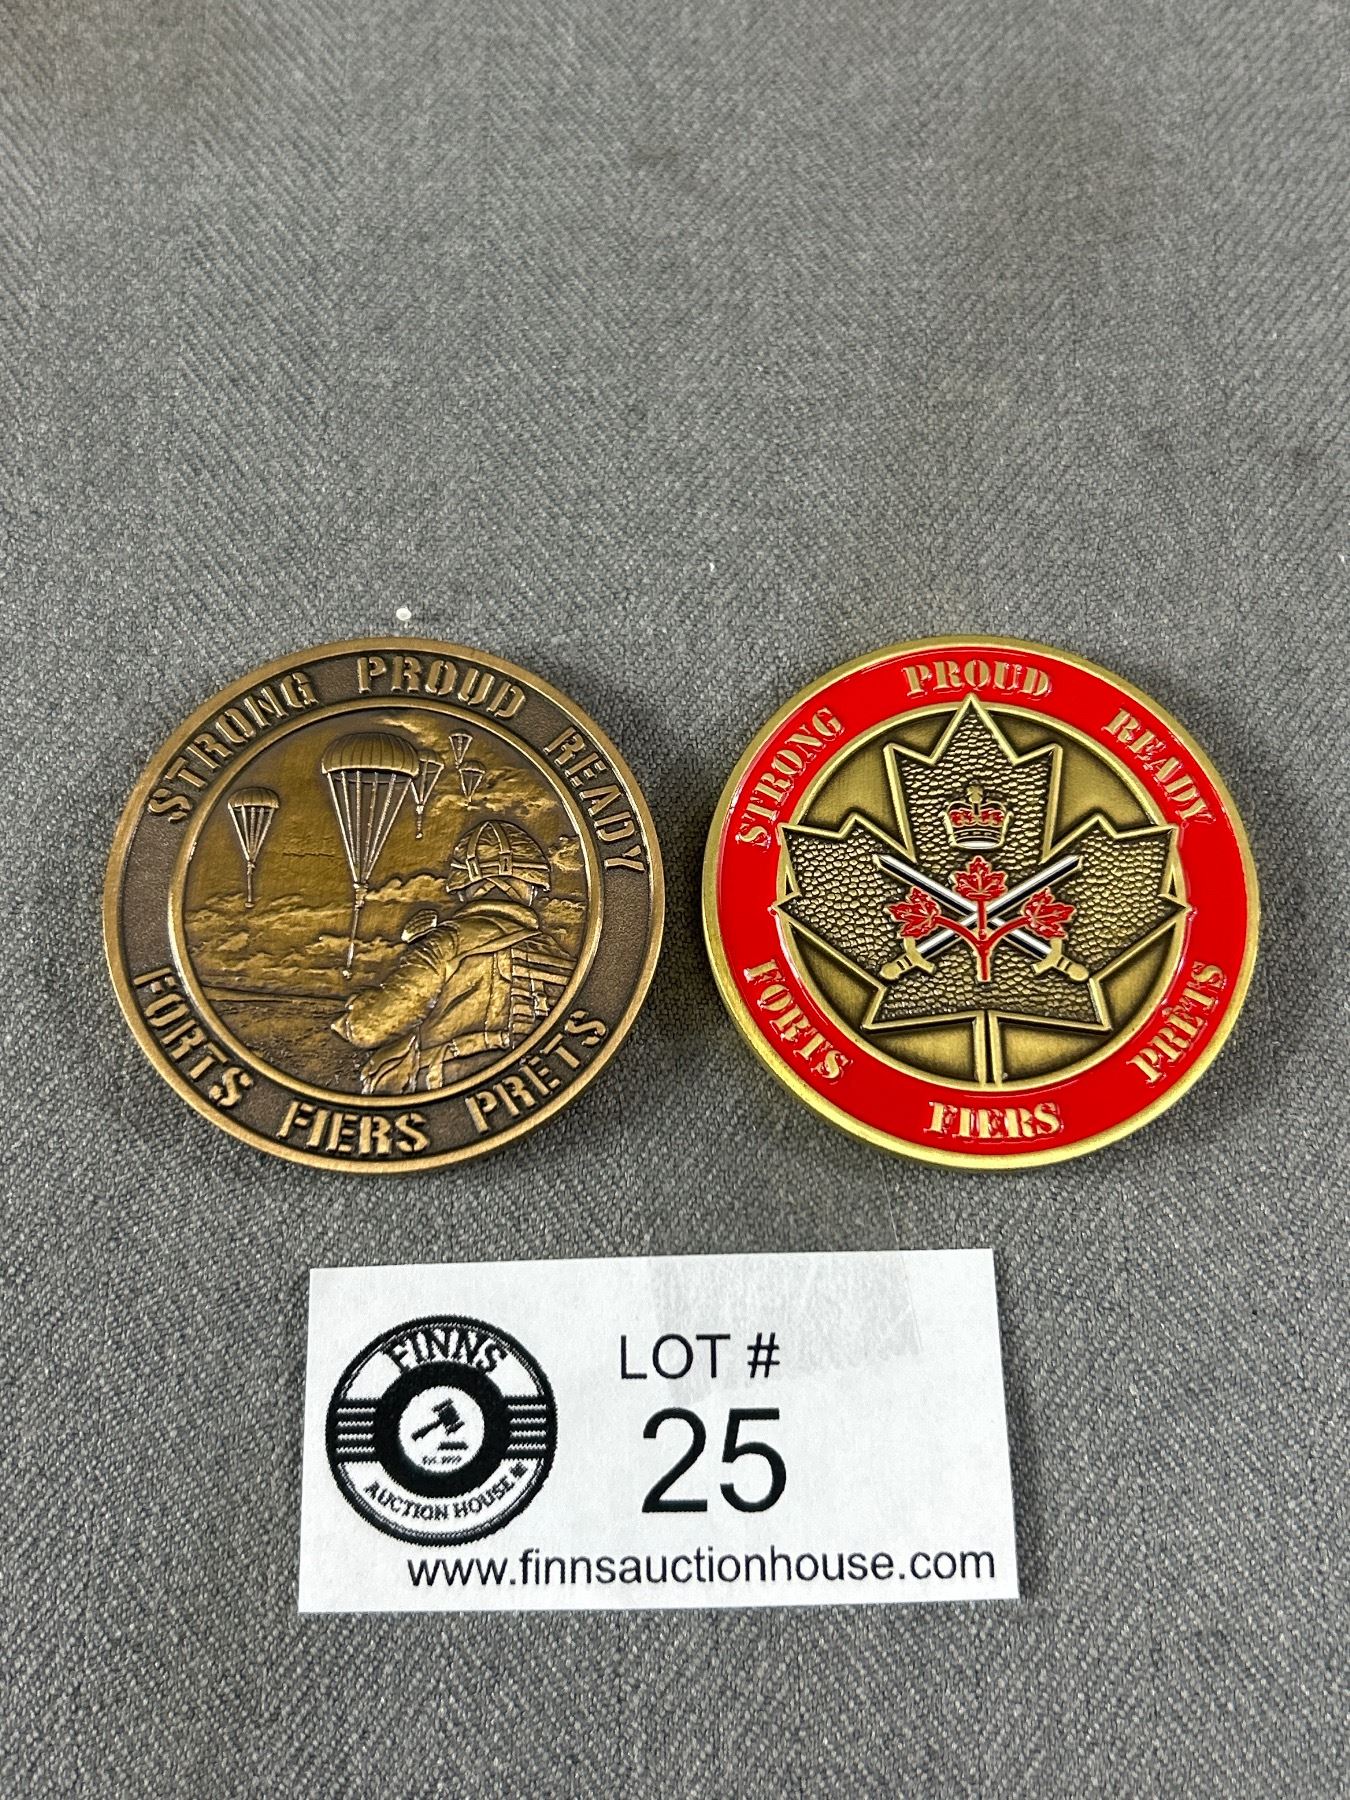 STRONG PROUD READY
FORTS FIERS PRÊTS
STRONG PROUD READY
FORTS FIERS PRÊTS
FINNS
AUCTION HOUSE
LOT #
25
www.finnsauctionhouse.com